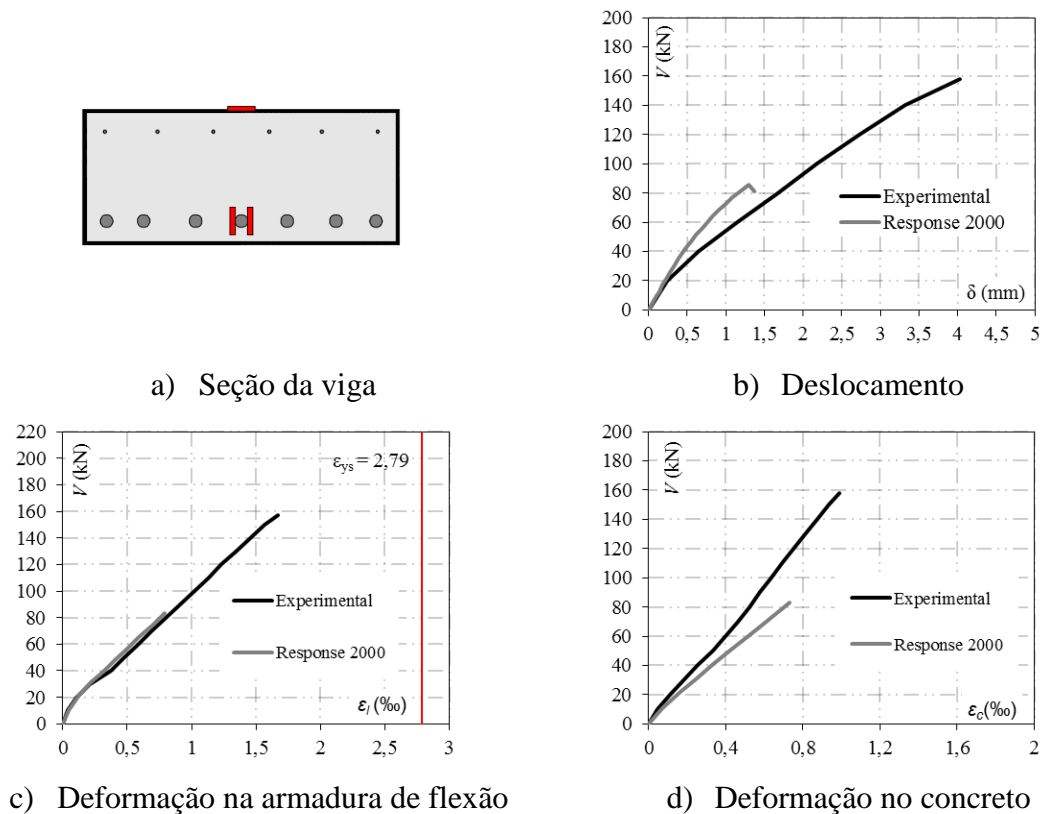 200
180
160
140
120
100
80
60
40
20
0
V (kN)
Experimental
Response 2000
δ (mm)
0 0,5 1 1,5 2 2,5 3 3,5 4 4,5 5
a) Seção da viga
b) Deslocamento
220
200
180
160
140
120
100
80
60
40
20
0
V (kN)
εys = 2,79
Experimental
Response 2000
εl (‰)
0 0,5 1 1,5 2 2,5 3
200
180
160
140
120
100
80
60
40
20
0
V (kN)
Experimental
Response 2000
εc(‰)
0 0,4 0,8 1,2 1,6 2
c) Deformação na armadura de flexão
d) Deformação no concreto